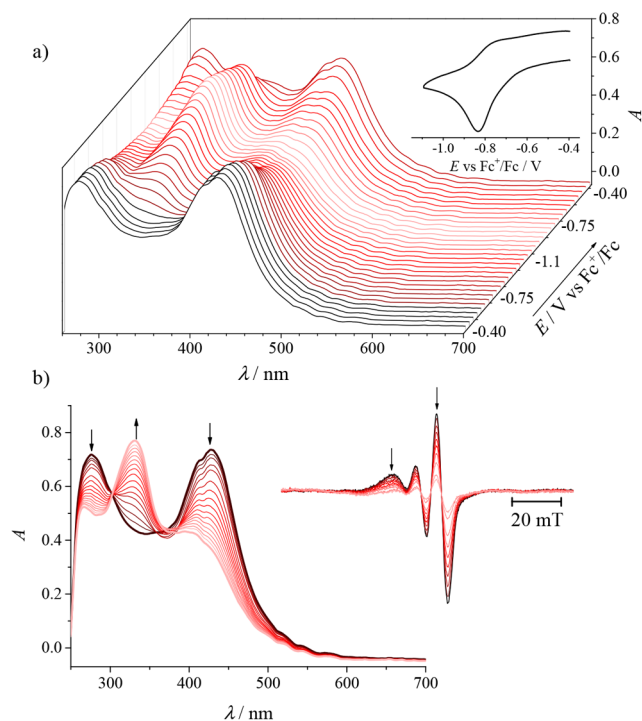 a)
0.8
0.6
0.4
0.2
0.0
A
-1.0 -0.8 -0.6 -0.4
E vs Fc⁺/Fc / V
-0.40
-0.75
-1.1
-0.75
-0.40
E / V vs Fc⁺/Fc
300 400 500 600 700
λ / nm
b)
0.8
0.6
0.4
0.2
0.0
A
20 mT
300 400 500 600 700
λ / nm